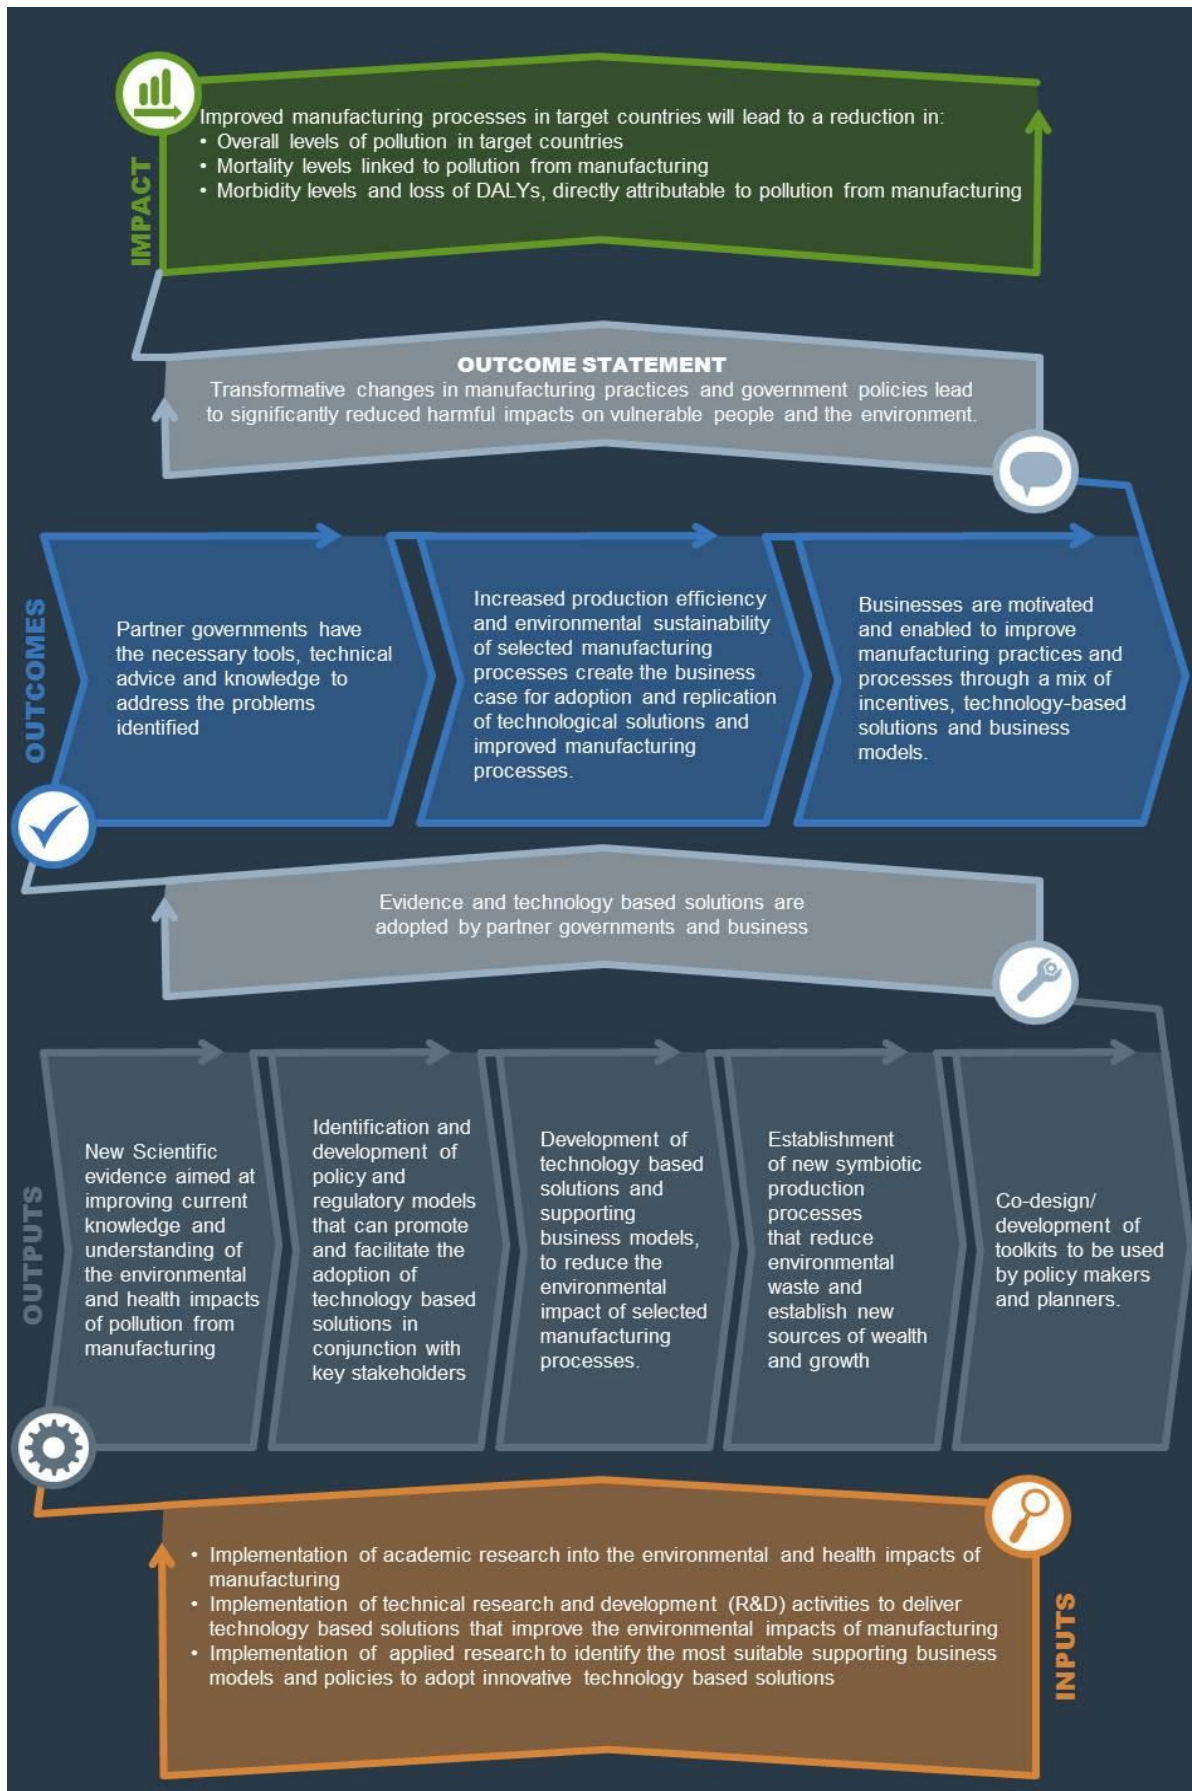 IMPACT
Improved manufacturing processes in target countries will lead to a reduction in:
• Overall levels of pollution in target countries
• Mortality levels linked to pollution from manufacturing
• Morbidity levels and loss of DALYs, directly attributable to pollution from manufacturing
OUTCOME STATEMENT
Transformative changes in manufacturing practices and government policies lead
to significantly reduced harmful impacts on vulnerable people and the environment.
OUTCOMES
Partner governments have
the necessary tools, technical
advice and knowledge to
address the problems
identified
Increased production efficiency
and environmental sustainability
of selected manufacturing
processes create the business
case for adoption and replication
of technological solutions and
improved manufacturing
processes.
Businesses are motivated
and enabled to improve
manufacturing practices and
processes through a mix of
incentives, technology-based
solutions and business
models.
Evidence and technology based solutions are
adopted by partner governments and business
OUTPUTS
New Scientific
evidence aimed at
improving current
knowledge and
understanding of
the environmental
and health impacts
of pollution from
manufacturing
Identification and
development of
policy and
regulatory models
that can promote
and facilitate the
adoption of
technology based
solutions in
conjunction with
key stakeholders
Development of
technology based
solutions and
supporting
business models,
to reduce the
environmental
impact of selected
manufacturing
processes.
Establishment
of new symbiotic
production
processes
that reduce
environmental
waste and
establish new
sources of wealth
and growth
Co-design/
development of
toolkits to be used
by policy makers
and planners.
• Implementation of academic research into the environmental and health impacts of
manufacturing
• Implementation of technical research and development (R&D) activities to deliver
technology based solutions that improve the environmental impacts of manufacturing
• Implementation of applied research to identify the most suitable supporting business
models and policies to adopt innovative technology based solutions
INPUTS